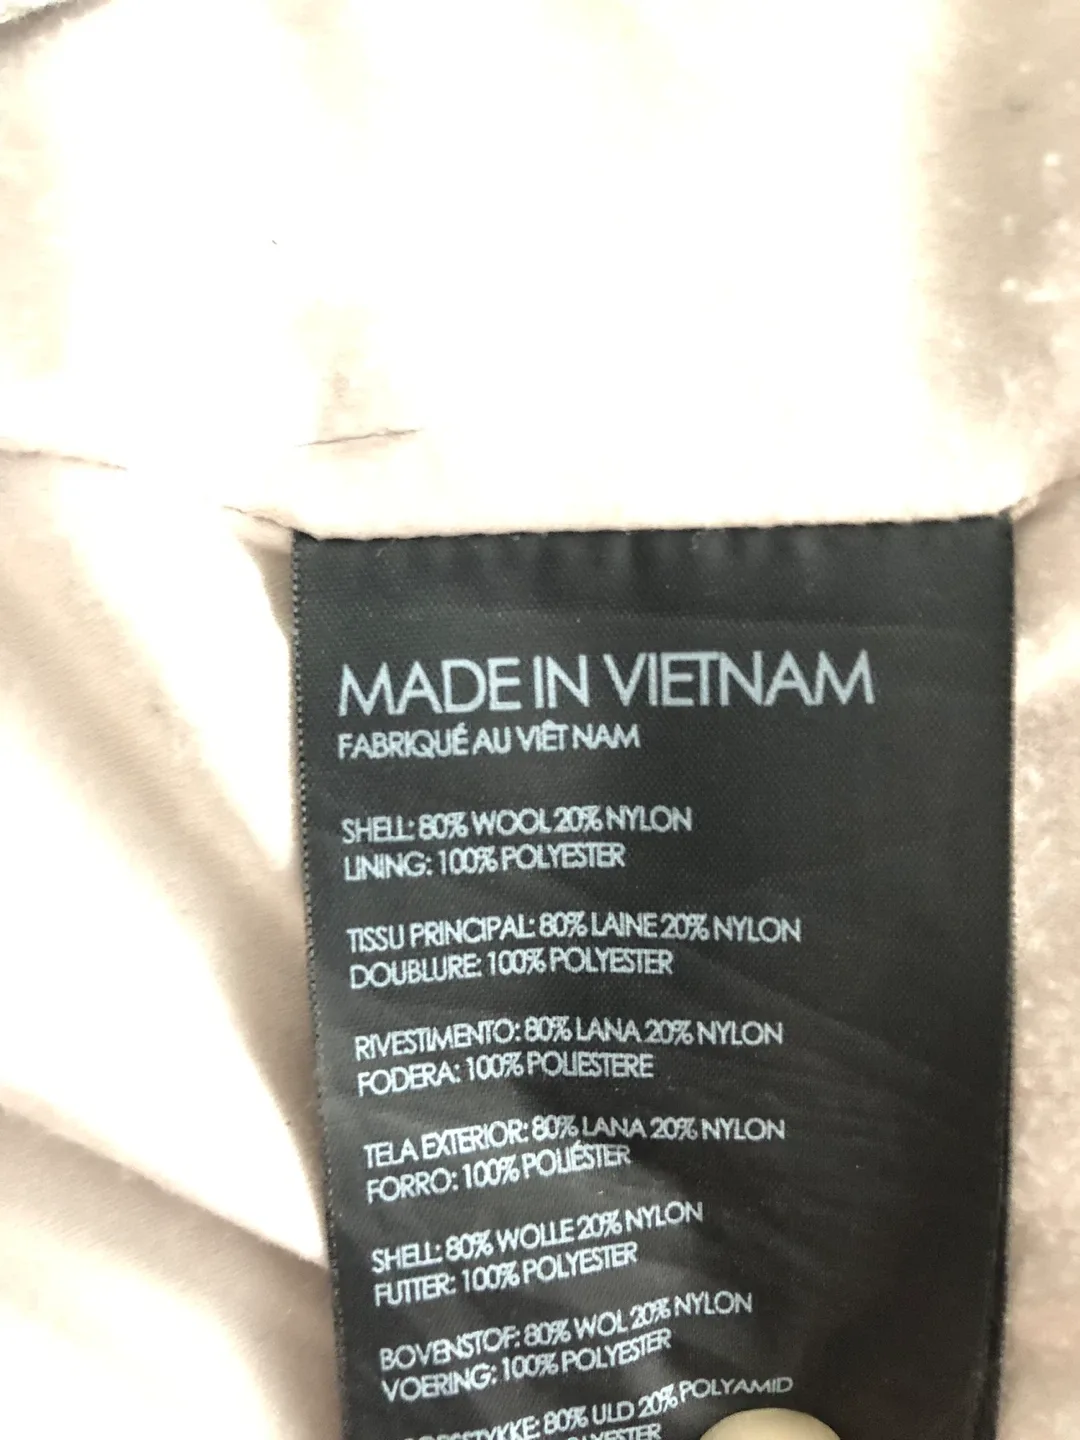 MADE IN VIETNAM
FABRIQUÉ AU VIÊT NAM
SHELL: 80% WOOL 20% NYLON
LINING: 100% POLYESTER
TISSU PRINCIPAL: 80% LAINE 20% NYLON
DOUBLURE: 100% POLYESTER
RIVESTIMENTO: 80% LANA 20% NYLON
FODERA: 100% POLIESTERE
TELA EXTERIOR: 80% LANA 20% NYLON
FORRO: 100% POLIÉSTER
SHELL: 80% WOLLE 20% NYLON
FUTTER: 100% POLYESTER
BOVENSTOF: 80% WOL 20% NYLON
VOERING: 100% POLYESTER
80% ULD 20% POLYAMID